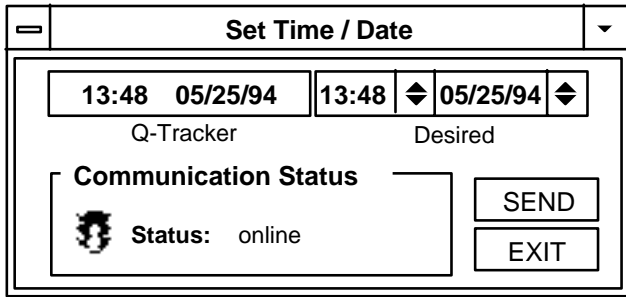 Set Time / Date
13:48 05/25/94 13:48 05/25/94
Q-Tracker Desired
Communication Status
Status: online
SEND
EXIT